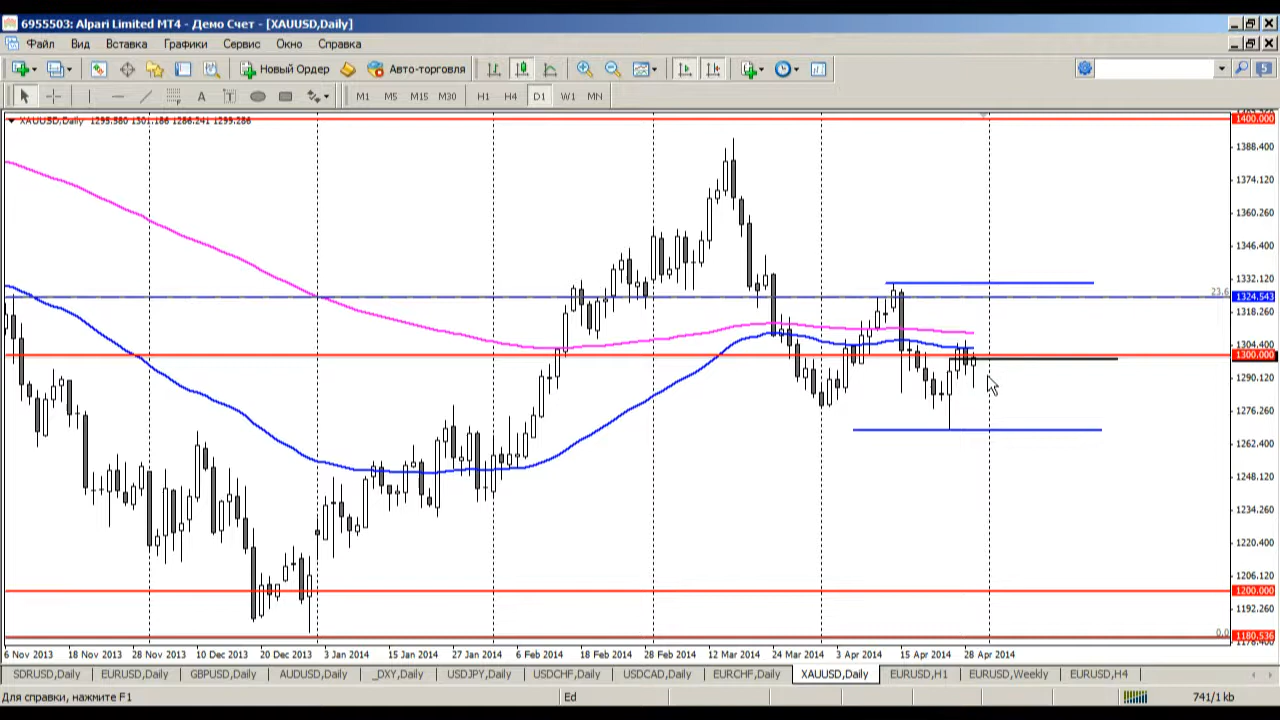 6955503: Alpari Limited MT4 - Демо Счет - [XAUUSD,Daily]
Файл Вид Вставка Графики Сервис Окно Справка
Новый Ордер Авто-торговля
A T M1 M5 M15 M30 H1 H4 D1 W1 MN
XAUUSD,Daily 1295.580 1301.186 1286.241 1299.286
1400.000
1388.400
1374.120
1360.260
1346.400
1332.120
23.6
1324.543
1318.260
1304.400
1300.000
1290.120
1276.260
1262.400
1248.120
1234.260
1220.400
1206.120
1200.000
1192.260
0.0
1180.536
6 Nov 2013 18 Nov 2013 28 Nov 2013 10 Dec 2013 20 Dec 2013 3 Jan 2014 15 Jan 2014 27 Jan 2014 6 Feb 2014 18 Feb 2014 28 Feb 2014 12 Mar 2014 24 Mar 2014 3 Apr 2014 15 Apr 2014 28 Apr 2014
SDRUSD,Daily EURUSD,Daily GBPUSD,Daily AUDUSD,Daily _DXY,Daily USDJPY,Daily USDCHF,Daily USDCAD,Daily EURCHF,Daily XAUUSD,Daily EURUSD,H1 EURUSD,Weekly EURUSD,H4
Для справки, нажмите F1 Ed 741/1 kb